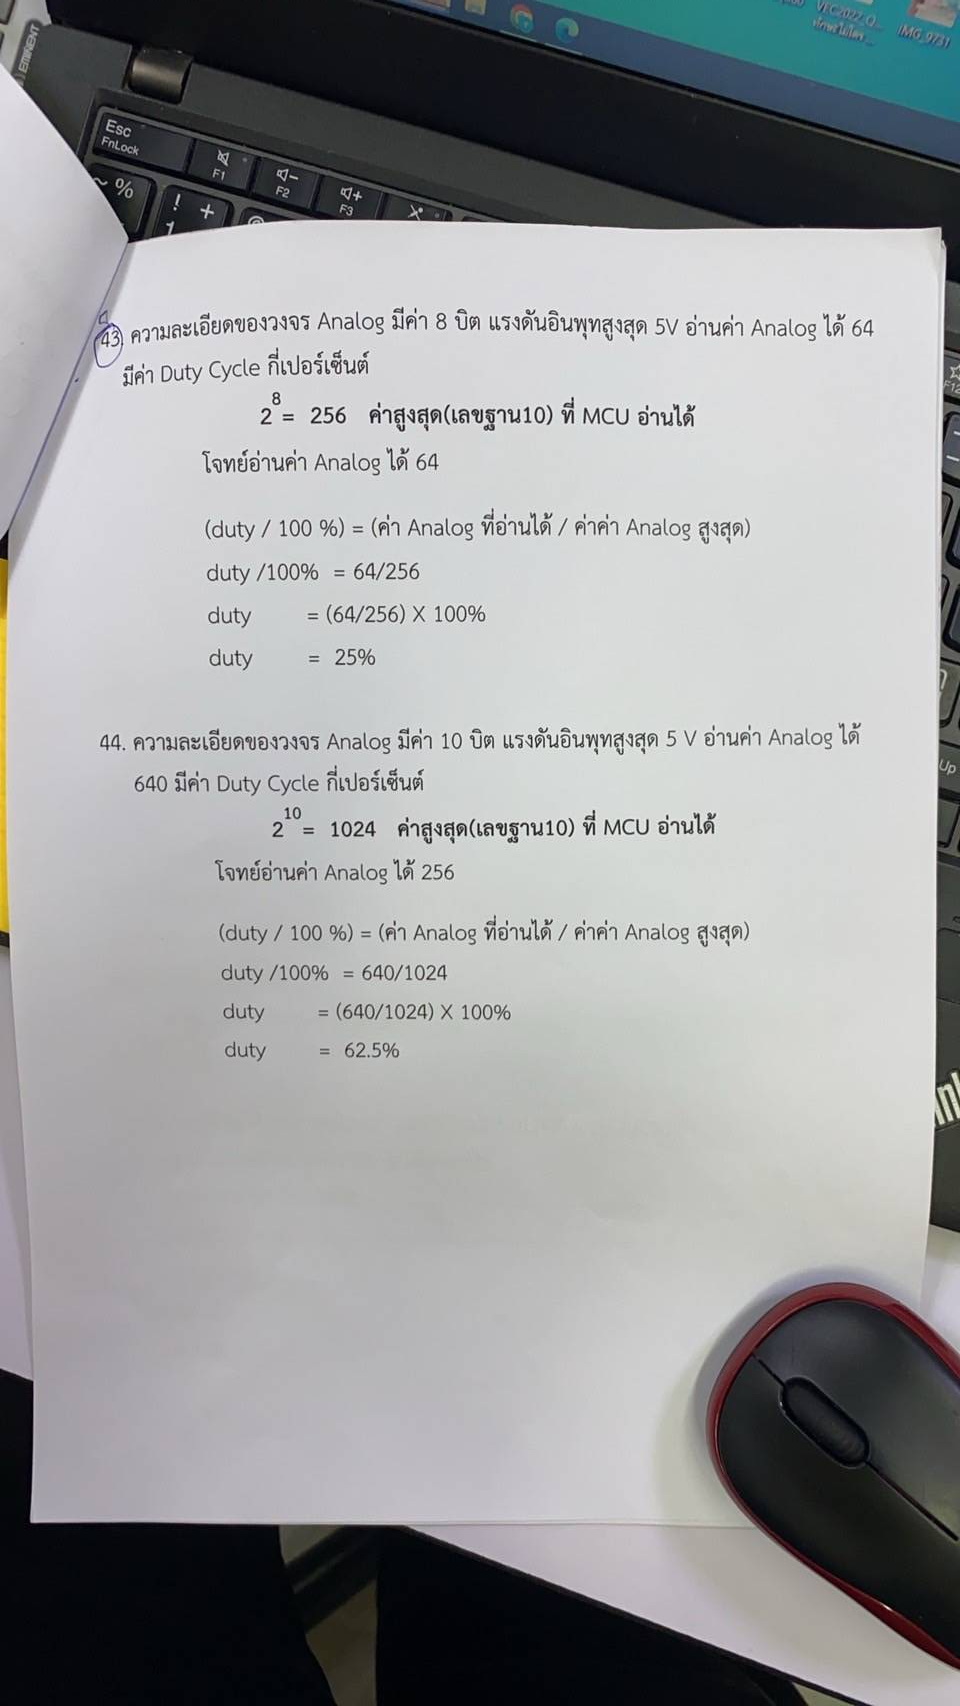 EMINENT
VEC2022_O...
IMG_9731
Esc
FnLock
F1
F2
F3
~ %
! +
1
43. ความละเอียดของวงจร Analog มีค่า 8 บิต แรงดันอินพุทสูงสุด 5V อ่านค่า Analog ได้ 64
มีค่า Duty Cycle กี่เปอร์เซ็นต์
2⁸ = 256 ค่าสูงสุด(เลขฐาน10) ที่ MCU อ่านได้
โจทย์อ่านค่า Analog ได้ 64
(duty / 100 %) = (ค่า Analog ที่อ่านได้ / ค่าค่า Analog สูงสุด)
duty /100% = 64/256
duty = (64/256) X 100%
duty = 25%
44. ความละเอียดของวงจร Analog มีค่า 10 บิต แรงดันอินพุทสูงสุด 5 V อ่านค่า Analog ได้
640 มีค่า Duty Cycle กี่เปอร์เซ็นต์
2¹⁰ = 1024 ค่าสูงสุด(เลขฐาน10) ที่ MCU อ่านได้
โจทย์อ่านค่า Analog ได้ 256
(duty / 100 %) = (ค่า Analog ที่อ่านได้ / ค่าค่า Analog สูงสุด)
duty /100% = 640/1024
duty = (640/1024) X 100%
duty = 62.5%
F12
Up